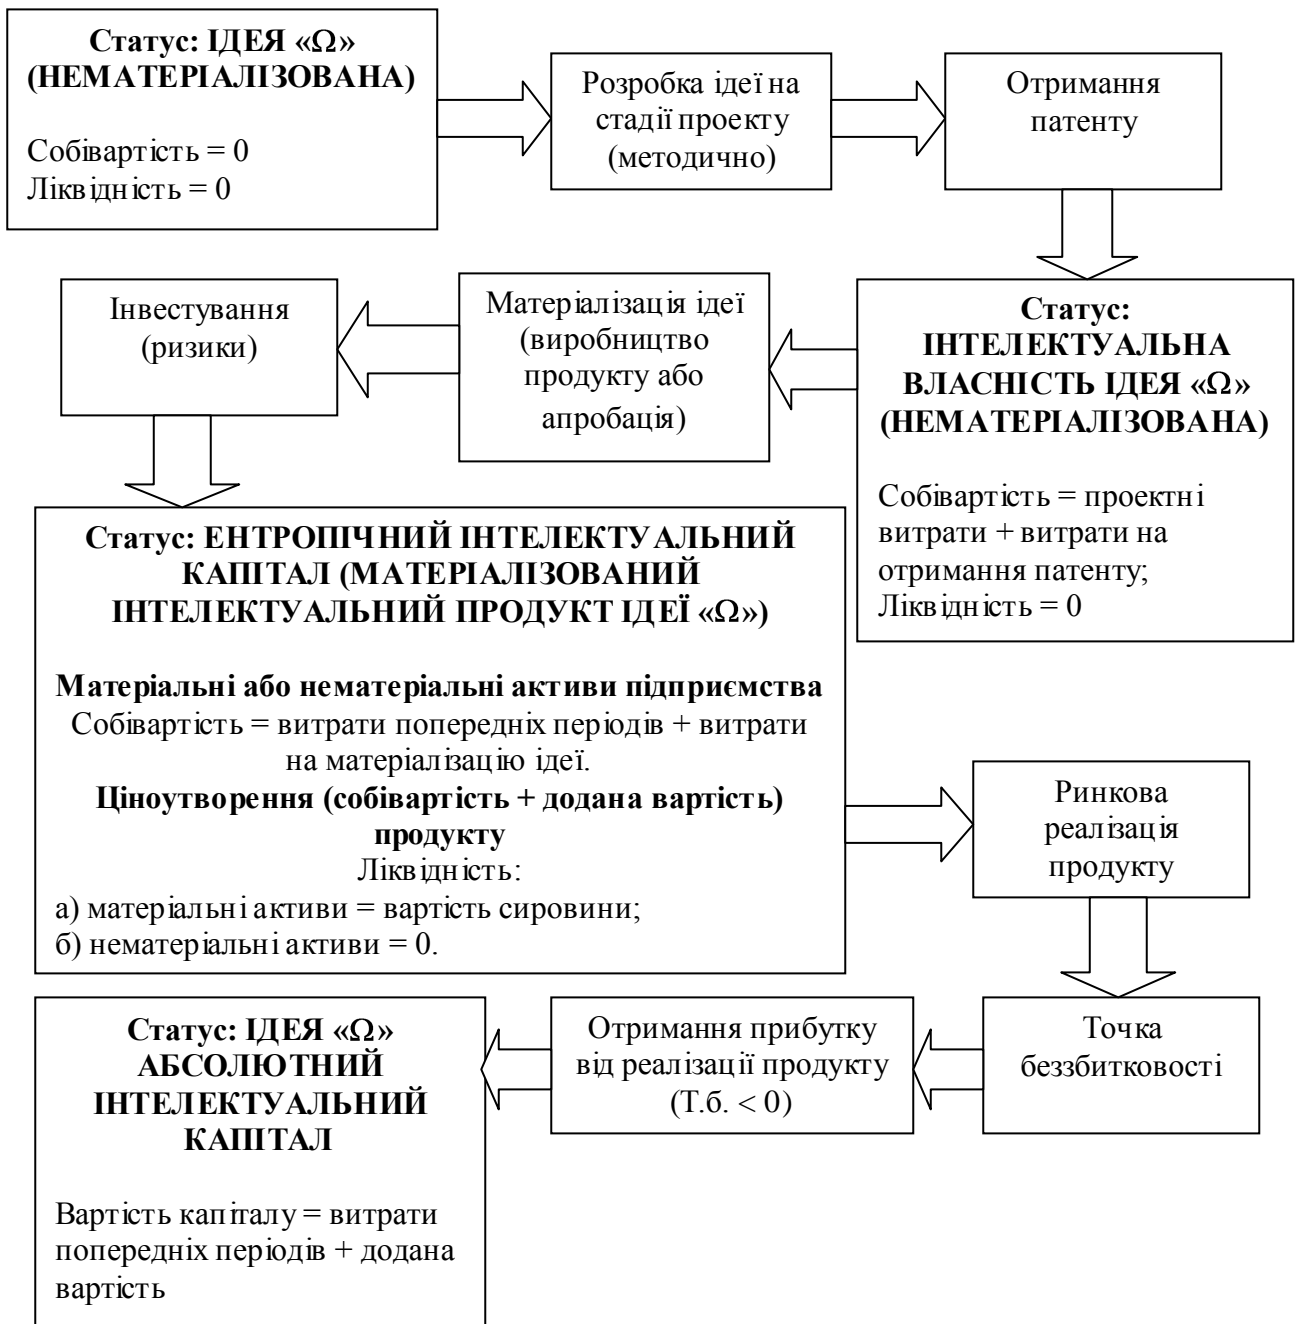 Статус: ІДЕЯ «Ω»
(НЕМАТЕРІАЛІЗОВАНА)
Собівартість = 0
Ліквідність = 0
Розробка ідеї на
стадії проекту
(методично)
Отримання
патенту
Статус:
ІНТЕЛЕКТУАЛЬНА
ВЛАСНІСТЬ ІДЕЯ «Ω»
(НЕМАТЕРІАЛІЗОВАНА)
Собівартість = проектні
витрати + витрати на
отримання патенту;
Ліквідність = 0
Матеріалізація ідеї
(виробництво
продукту або
апробація)
Інвестування
(ризики)
Статус: ЕНТРОПІЧНИЙ ІНТЕЛЕКТУАЛЬНИЙ
КАПІТАЛ (МАТЕРІАЛІЗОВАНИЙ
ІНТЕЛЕКТУАЛЬНИЙ ПРОДУКТ ІДЕЇ «Ω»)
Матеріальні або нематеріальні активи підприємства
Собівартість = витрати попередніх періодів + витрати
на матеріалізацію ідеї.
Ціноутворення (собівартість + додана вартість)
продукту
Ліквідність:
а) матеріальні активи = вартість сировини;
б) нематеріальні активи = 0.
Ринкова
реалізація
продукту
Точка
беззбитковості
Отримання прибутку
від реалізації продукту
(Т.б. < 0)
Статус: ІДЕЯ «Ω»
АБСОЛЮТНИЙ
ІНТЕЛЕКТУАЛЬНИЙ
КАПІТАЛ
Вартість капіталу = витрати
попередніх періодів + додана
вартість